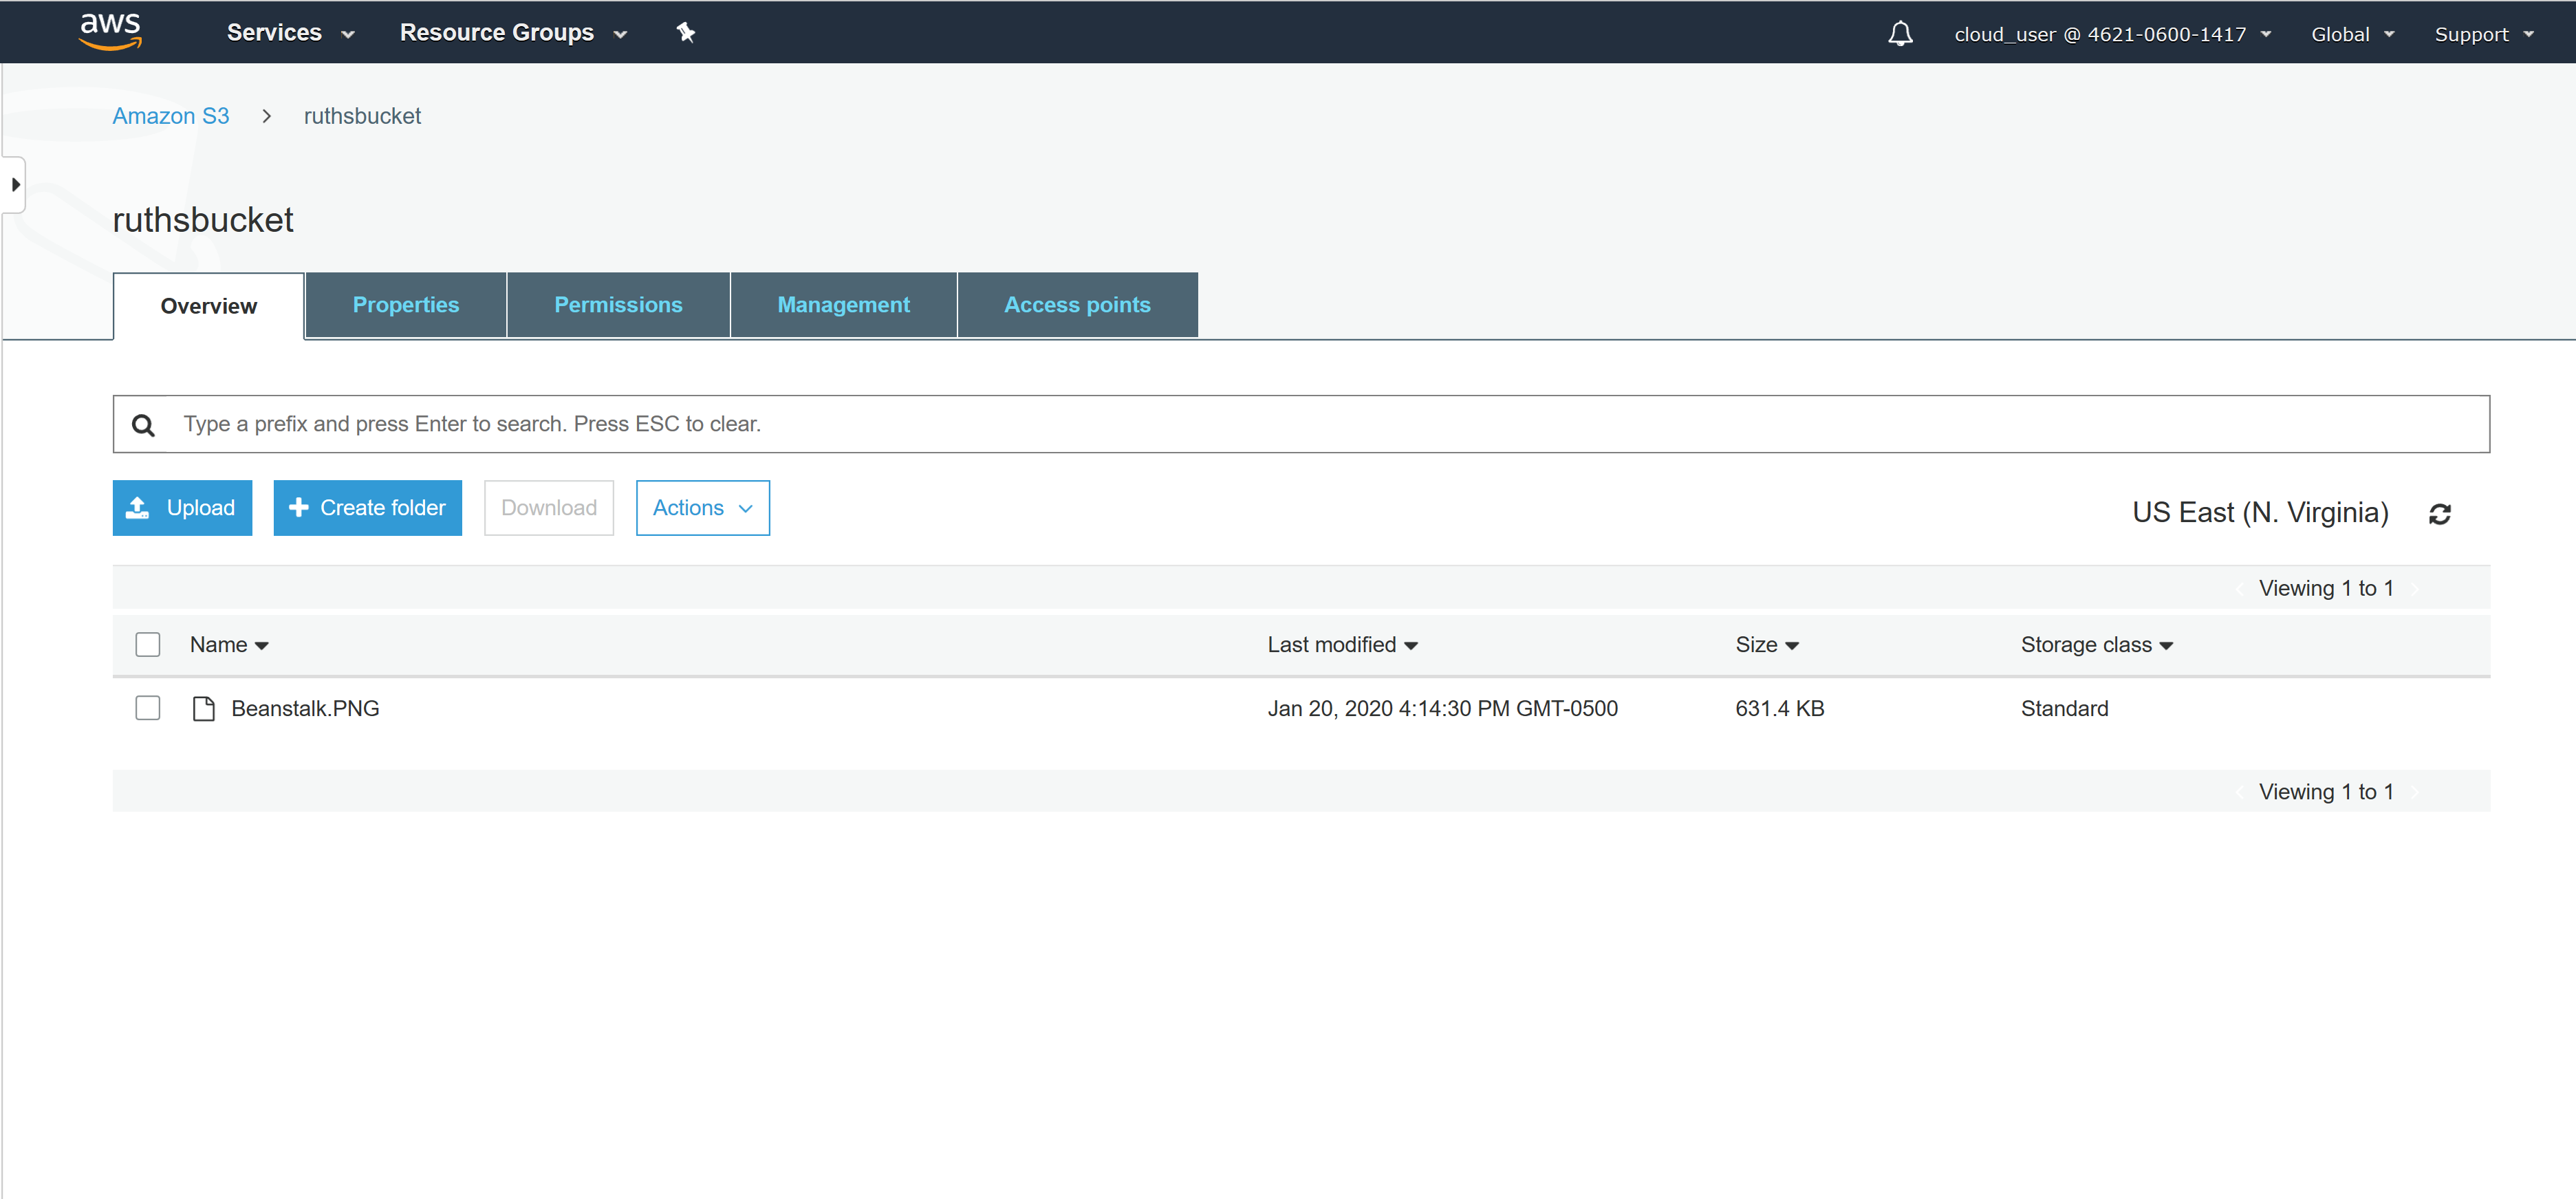 aws Services Resource Groups cloud_user @ 4621-0600-1417 Global Support
Amazon S3 > ruthsbucket
ruthsbucket
Overview Properties Permissions Management Access points
Type a prefix and press Enter to search. Press ESC to clear.
Upload Create folder Download Actions US East (N. Virginia)
Viewing 1 to 1
Name Last modified Size Storage class
Beanstalk.PNG Jan 20, 2020 4:14:30 PM GMT-0500 631.4 KB Standard
Viewing 1 to 1